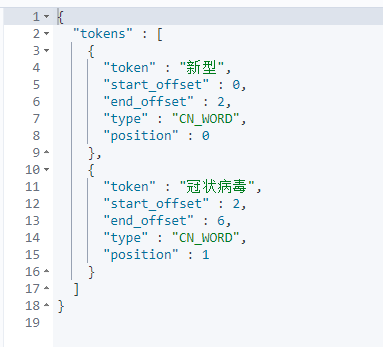 1 {
2 "tokens" : [
3 {
4 "token" : "新型",
5 "start_offset" : 0,
6 "end_offset" : 2,
7 "type" : "CN_WORD",
8 "position" : 0
9 },
10 {
11 "token" : "冠状病毒",
12 "start_offset" : 2,
13 "end_offset" : 6,
14 "type" : "CN_WORD",
15 "position" : 1
16 }
17 ]
18 }
19